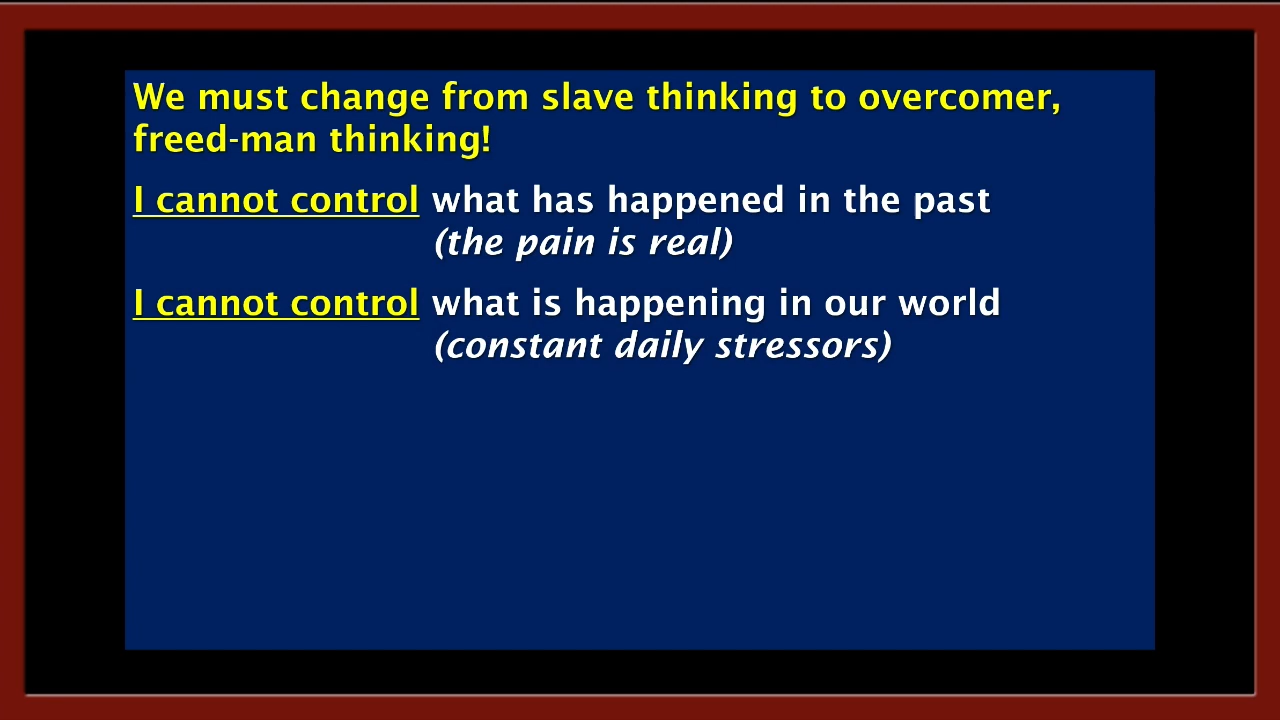 We must change from slave thinking to overcomer,
freed-man thinking!
I cannot control what has happened in the past
(the pain is real)
I cannot control what is happening in our world
(constant daily stressors)